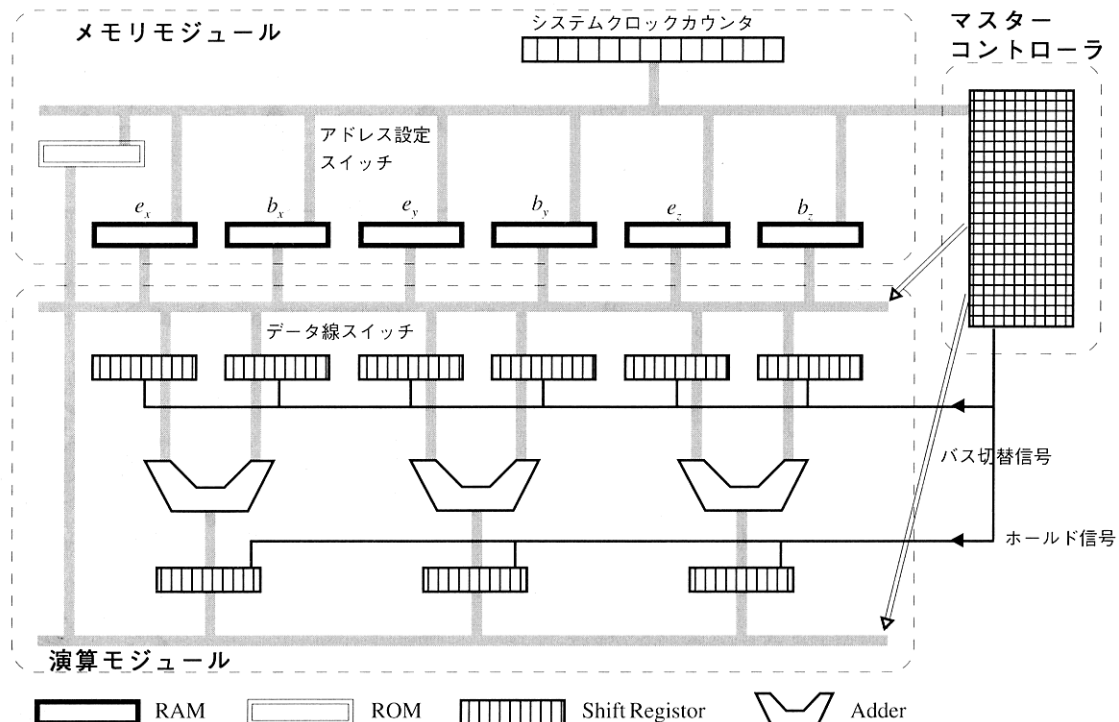 メモリモジュール
システムクロックカウンタ
マスター
コントローラ
アドレス設定
スイッチ
e_x
b_x
e_y
b_y
e_z
b_z
データ線スイッチ
バス切替信号
ホールド信号
演算モジュール
RAM
ROM
Shift Registor
Adder